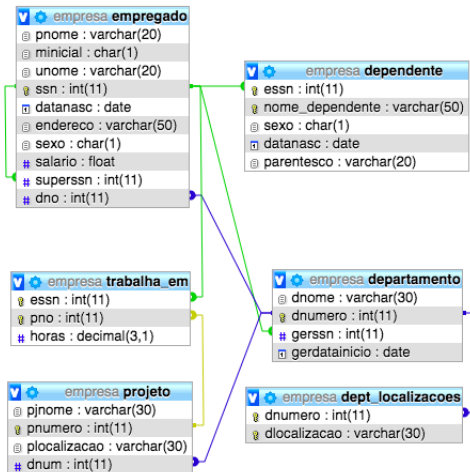 empresa empregado
pnome : varchar(20)
minicial : char(1)
unome : varchar(20)
ssn : int(11)
datanasc : date
endereco : varchar(50)
sexo : char(1)
salario : float
superssn : int(11)
dno : int(11)
empresa dependente
essn : int(11)
nome_dependente : varchar(50)
sexo : char(1)
datanasc : date
parentesco : varchar(20)
empresa trabalha_em
essn : int(11)
pno : int(11)
horas : decimal(3,1)
empresa departamento
dnome : varchar(30)
dnumero : int(11)
gerssn : int(11)
gerdatainicio : date
empresa projeto
pjnome : varchar(30)
pnumero : int(11)
plocalizacao : varchar(30)
dnum : int(11)
empresa dept_localizacoes
dnumero : int(11)
dlocalizacao : varchar(30)